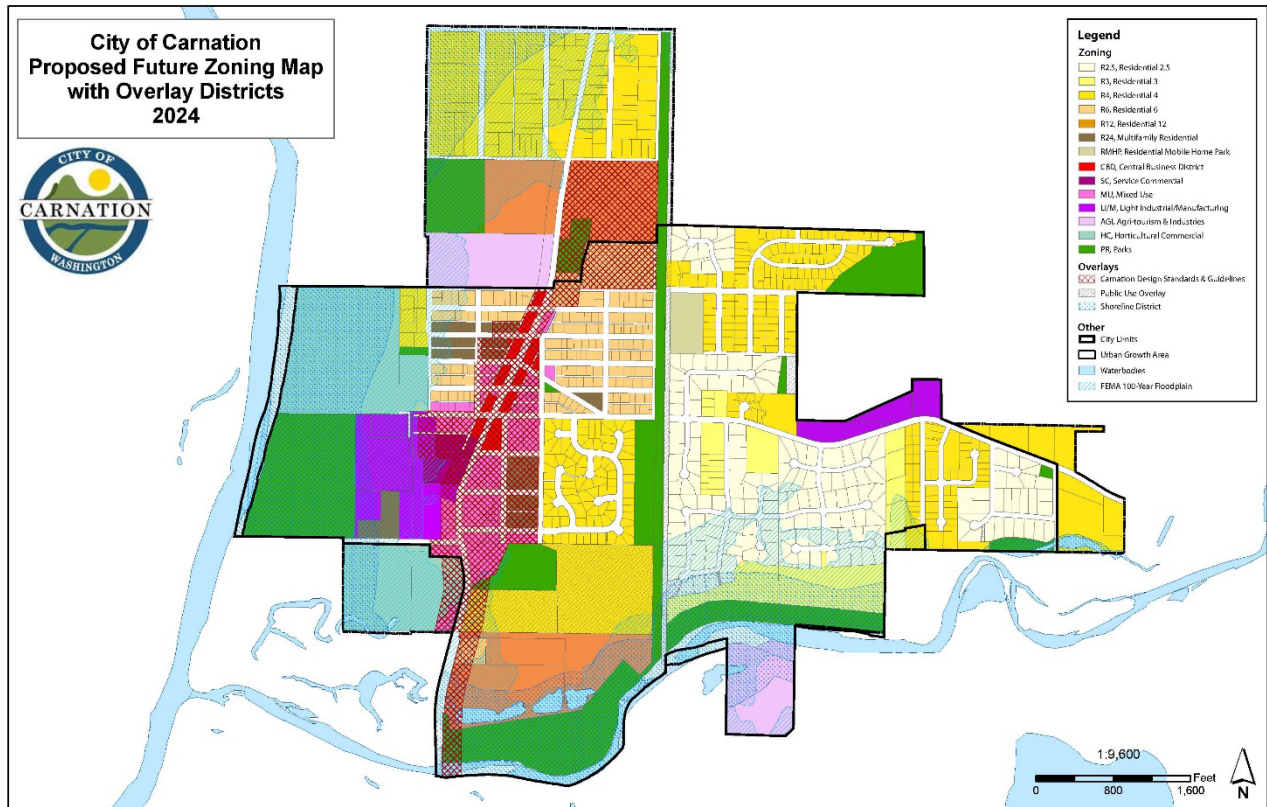 City of Carnation
Proposed Future Zoning Map
with Overlay Districts
2024
CITY OF
CARNATION
WASHINGTON
Legend
Zoning
R2.5, Residential 2.5
R3, Residential 3
R4, Residential 4
R6, Residential 6
R12, Residential 12
R24, Multifamily Residential
RMHP, Residential Mobile Home Park
CBD, Central Business District
SC, Service Commercial
MU, Mixed Use
LI/M, Light Industrial/Manufacturing
AGI, Agri-tourism & Industries
HC, Horticultural Commercial
PR, Parks
Overlays
Carnation Design Standards & Guidelines
Public Use Overlay
Shoreline District
Other
City Limits
Urban Growth Area
Waterbodies
FEMA 100-Year Floodplain
1:9,600
Feet
0 800 1,600
N